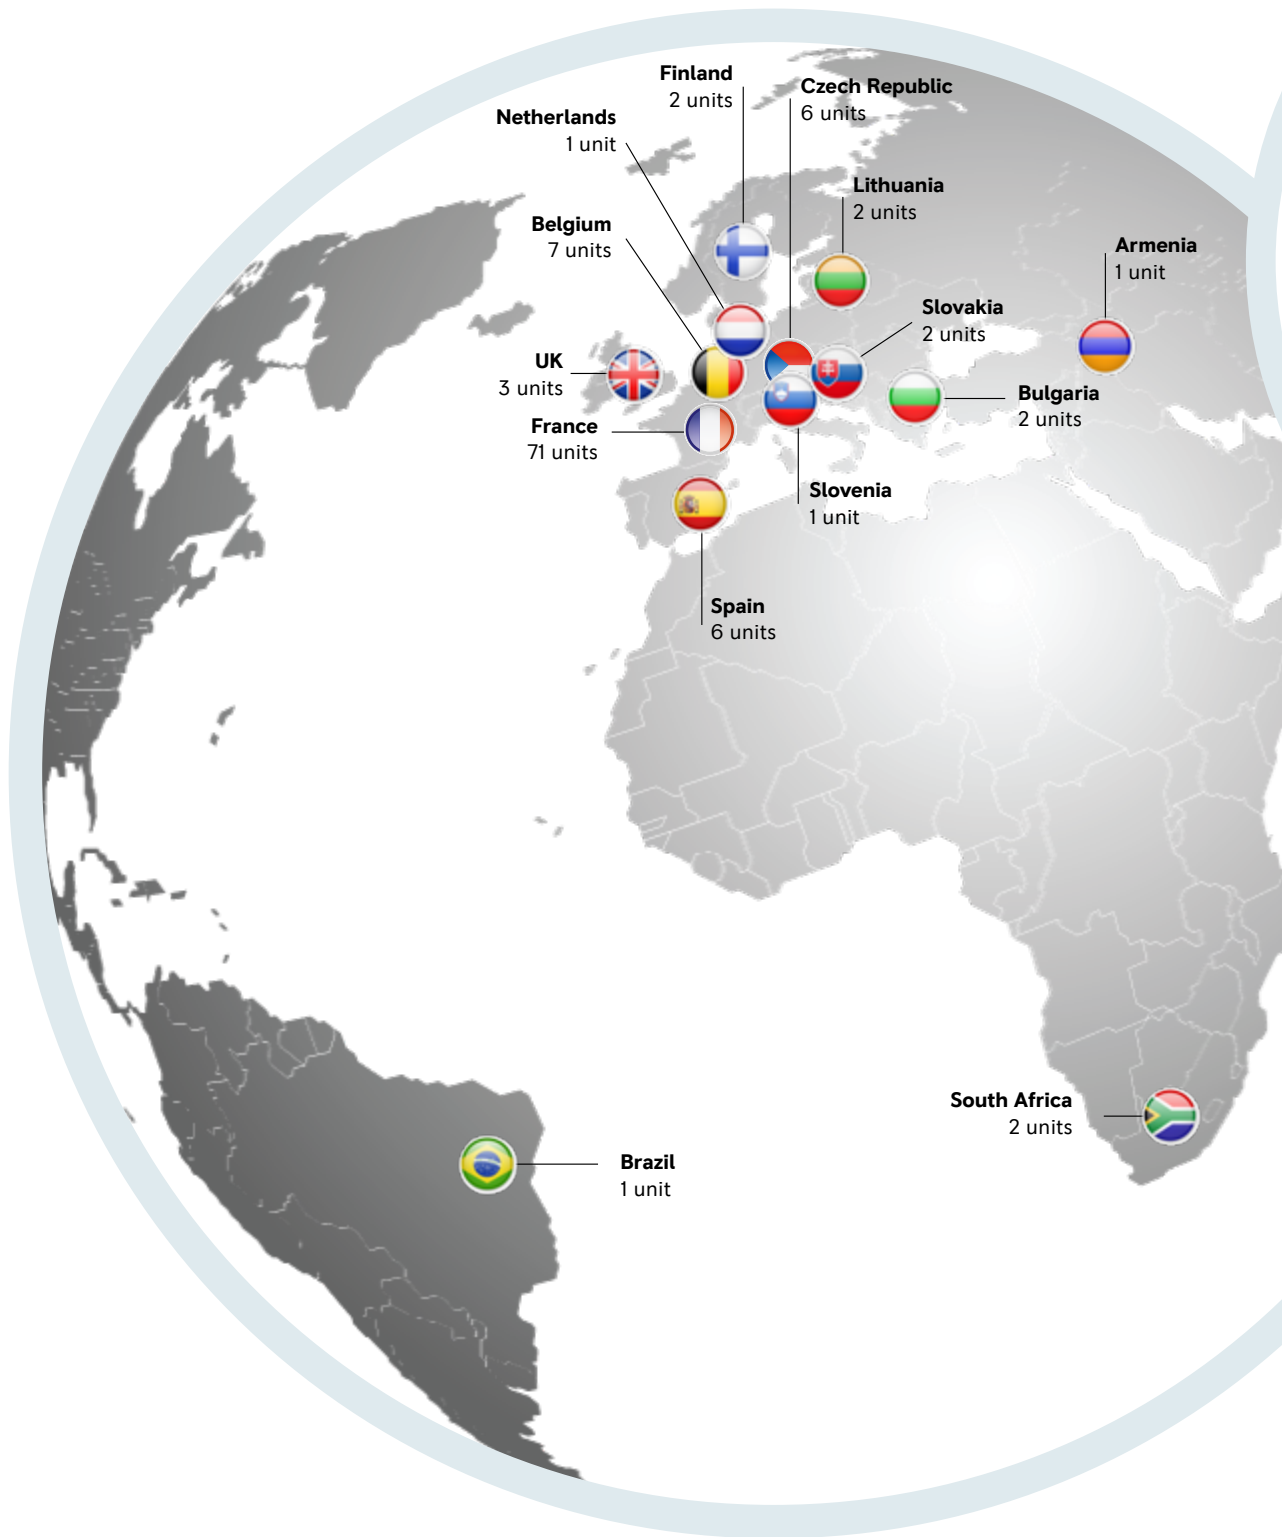 Finland
2 units
Czech Republic
6 units
Netherlands
1 unit
Lithuania
2 units
Belgium
7 units
Armenia
1 unit
Slovakia
2 units
UK
3 units
Bulgaria
2 units
France
71 units
Slovenia
1 unit
Spain
6 units
South Africa
2 units
Brazil
1 unit